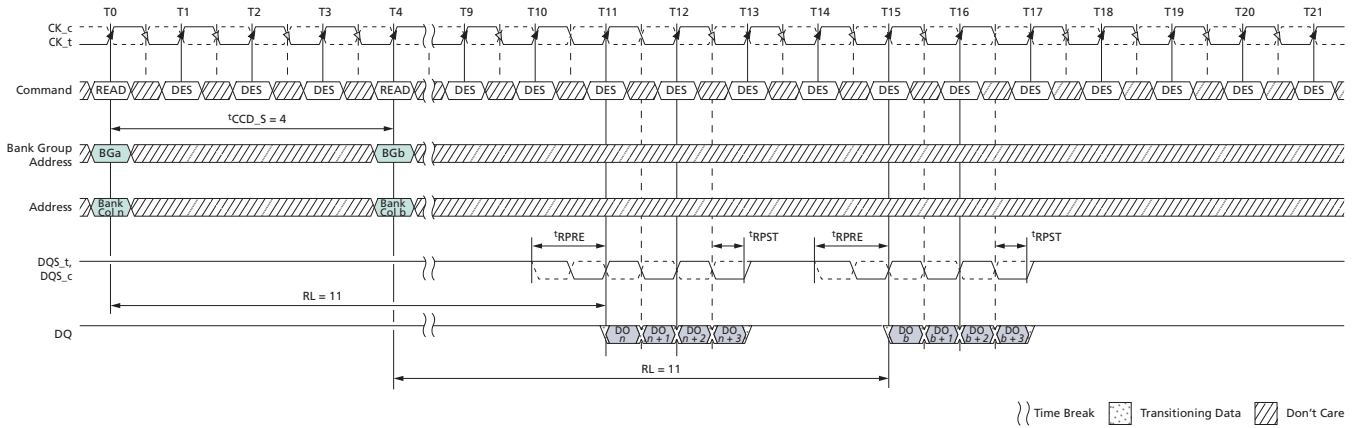 T0 T1 T2 T3 T4 T9 T10 T11 T12 T13 T14 T15 T16 T17 T18 T19 T20 T21
CK_c
CK_t
Command READ DES DES DES READ DES DES DES DES DES DES DES DES DES DES DES DES DES
tCCD_S = 4
Bank Group
Address
BGa BGb
Address
Bank
Col n
Bank
Col b
tRPRE tRPST tRPRE tRPST
DQS_t,
DQS_c
RL = 11
DQ
DO
n
DO
n + 1
DO
n + 2
DO
n + 3
DO
b
DO
b + 1
DO
b + 2
DO
b + 3
RL = 11
Time Break Transitioning Data Don't Care